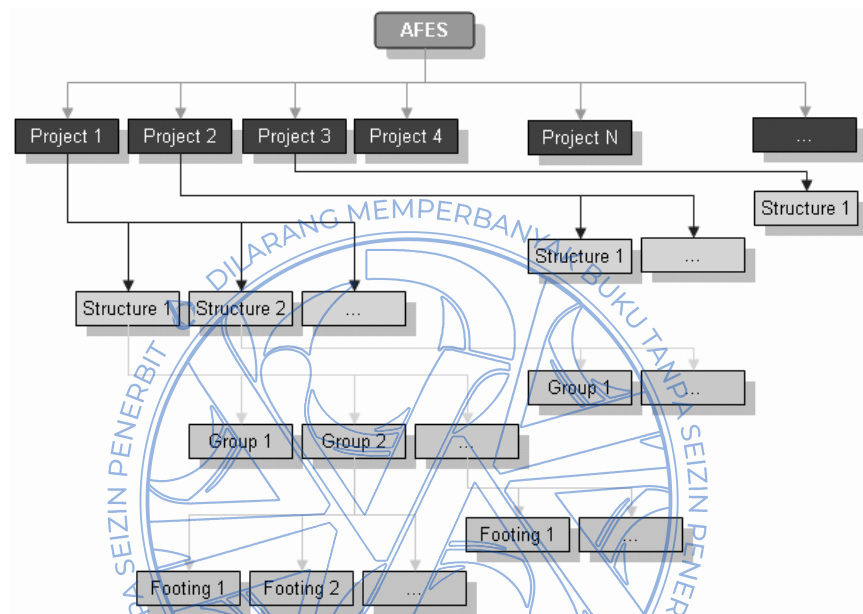 AFES
Project 1
Project 2
Project 3
Project 4
Project N
...
Structure 1
Structure 1
...
Structure 1
Structure 2
...
Group 1
...
Group 1
Group 2
...
Footing 1
...
Footing 1
Footing 2
...
SEIZIN PENERBIT
DILARANG MEMPERBANYAK BUKU TANPA SEIZIN PENER